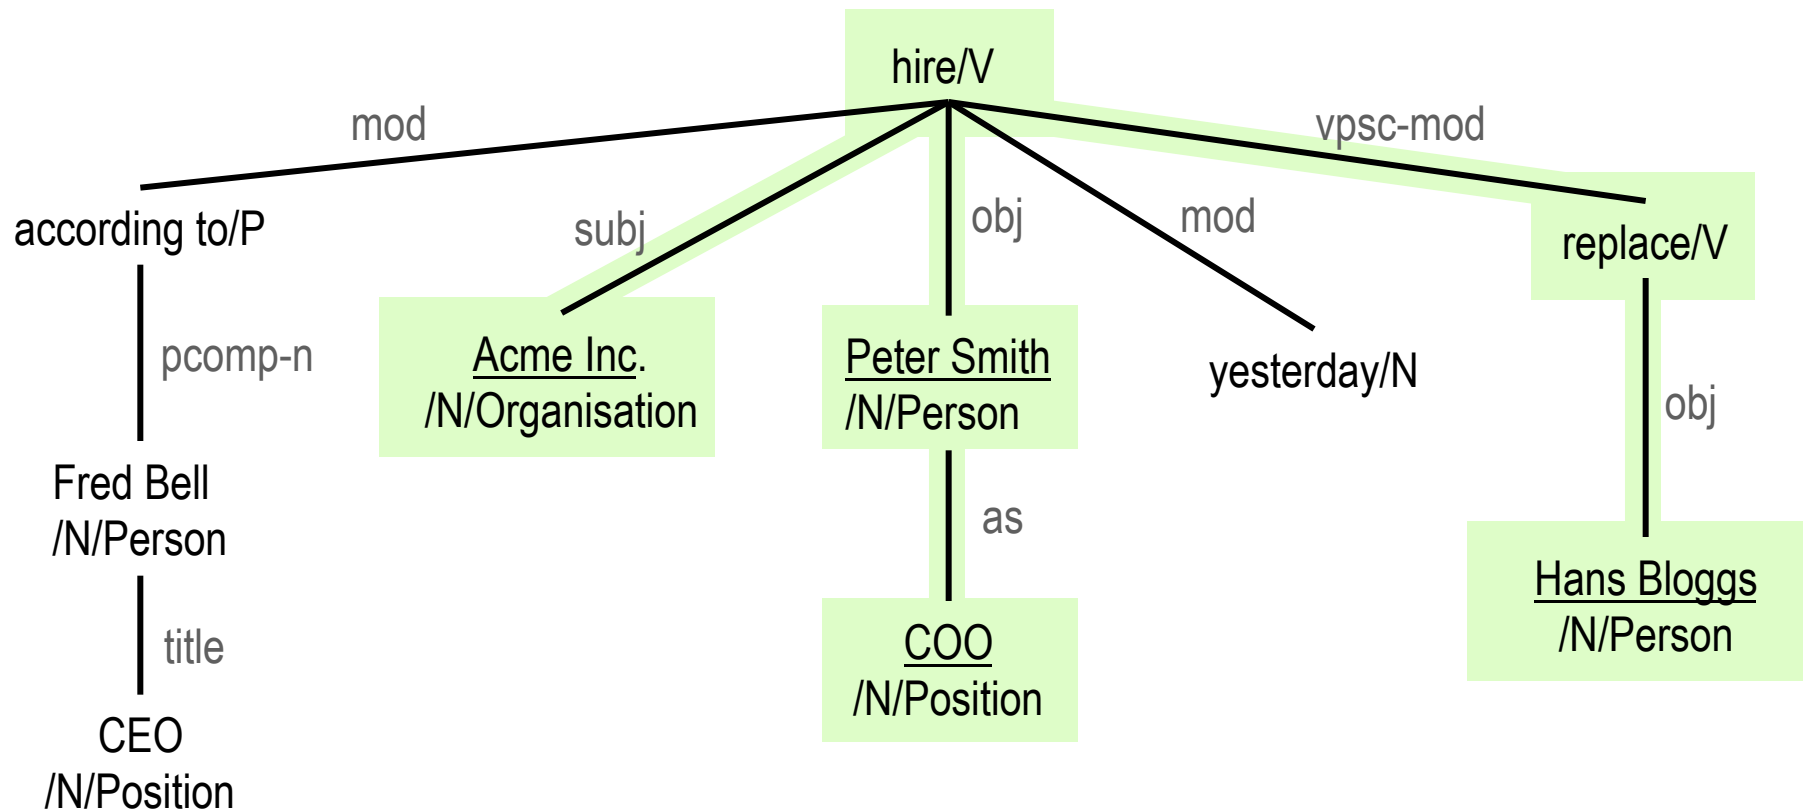 hire/V
mod
vpsc-mod
according to/P
subj
obj
mod
replace/V
pcomp-n
Acme Inc.
/N/Organisation
Peter Smith
/N/Person
yesterday/N
obj
Fred Bell
/N/Person
as
Hans Bloggs
/N/Person
title
COO
/N/Position
CEO
/N/Position